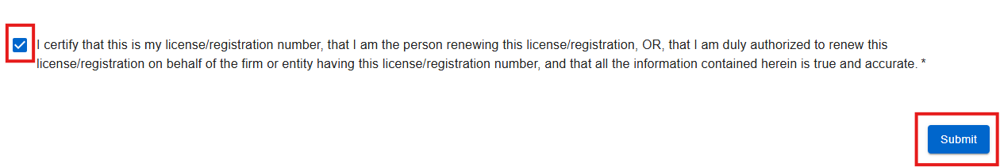 I certify that this is my license/registration number, that I am the person renewing this license/registration, OR, that I am duly authorized to renew this
license/registration on behalf of the firm or entity having this license/registration number, and that all the information contained herein is true and accurate. *
Submit